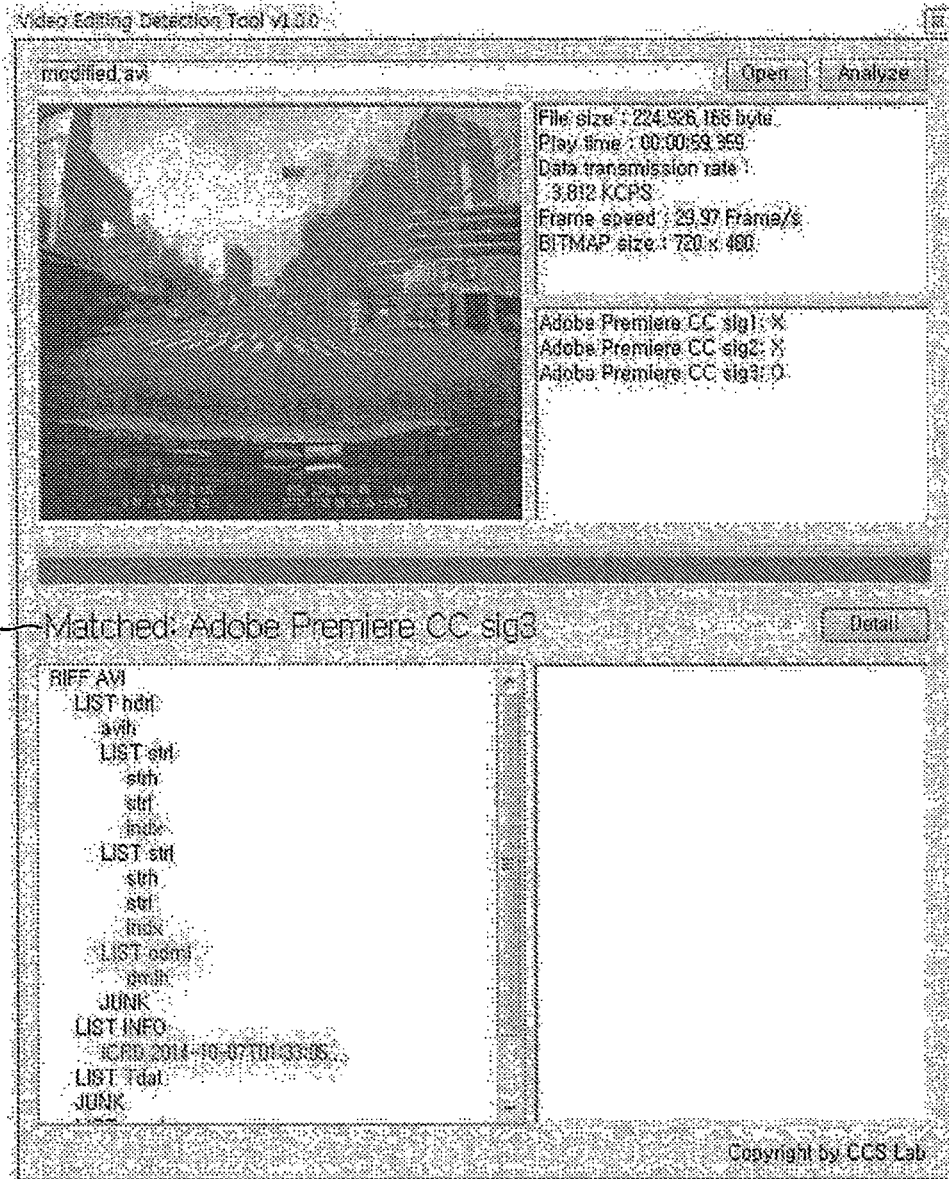 Video Editing Detection Tool v1.0.0
modified.avi
Open
Analyze
File size : 224,926,168 byte
Play time : 00:00:59.959
Data transmission rate :
3,812 KCPS
Frame speed : 29.97 Frame/s
BITMAP size : 720 x 480
Adobe Premiere CC sig1: X
Adobe Premiere CC sig2: X
Adobe Premiere CC sig3: O
Matched: Adobe Premiere CC sig3
Detail
RIFF AVI
LIST hdrl
avih
LIST strl
strh
strf
indx
LIST strl
strh
strf
indx
LIST odml
dmlh
JUNK
LIST INFO
ICRD 2014-10-07T01:33:05
LIST Tdat
JUNK
Copyright by CCS Lab